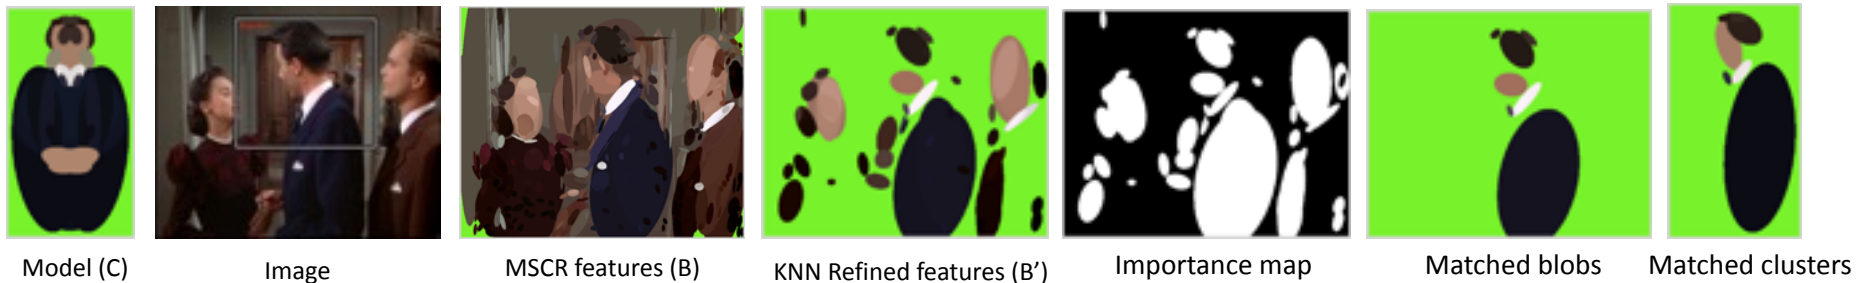 Model (C)
Image
MSCR features (B)
KNN Refined features (B’)
Importance map
Matched blobs
Matched clusters